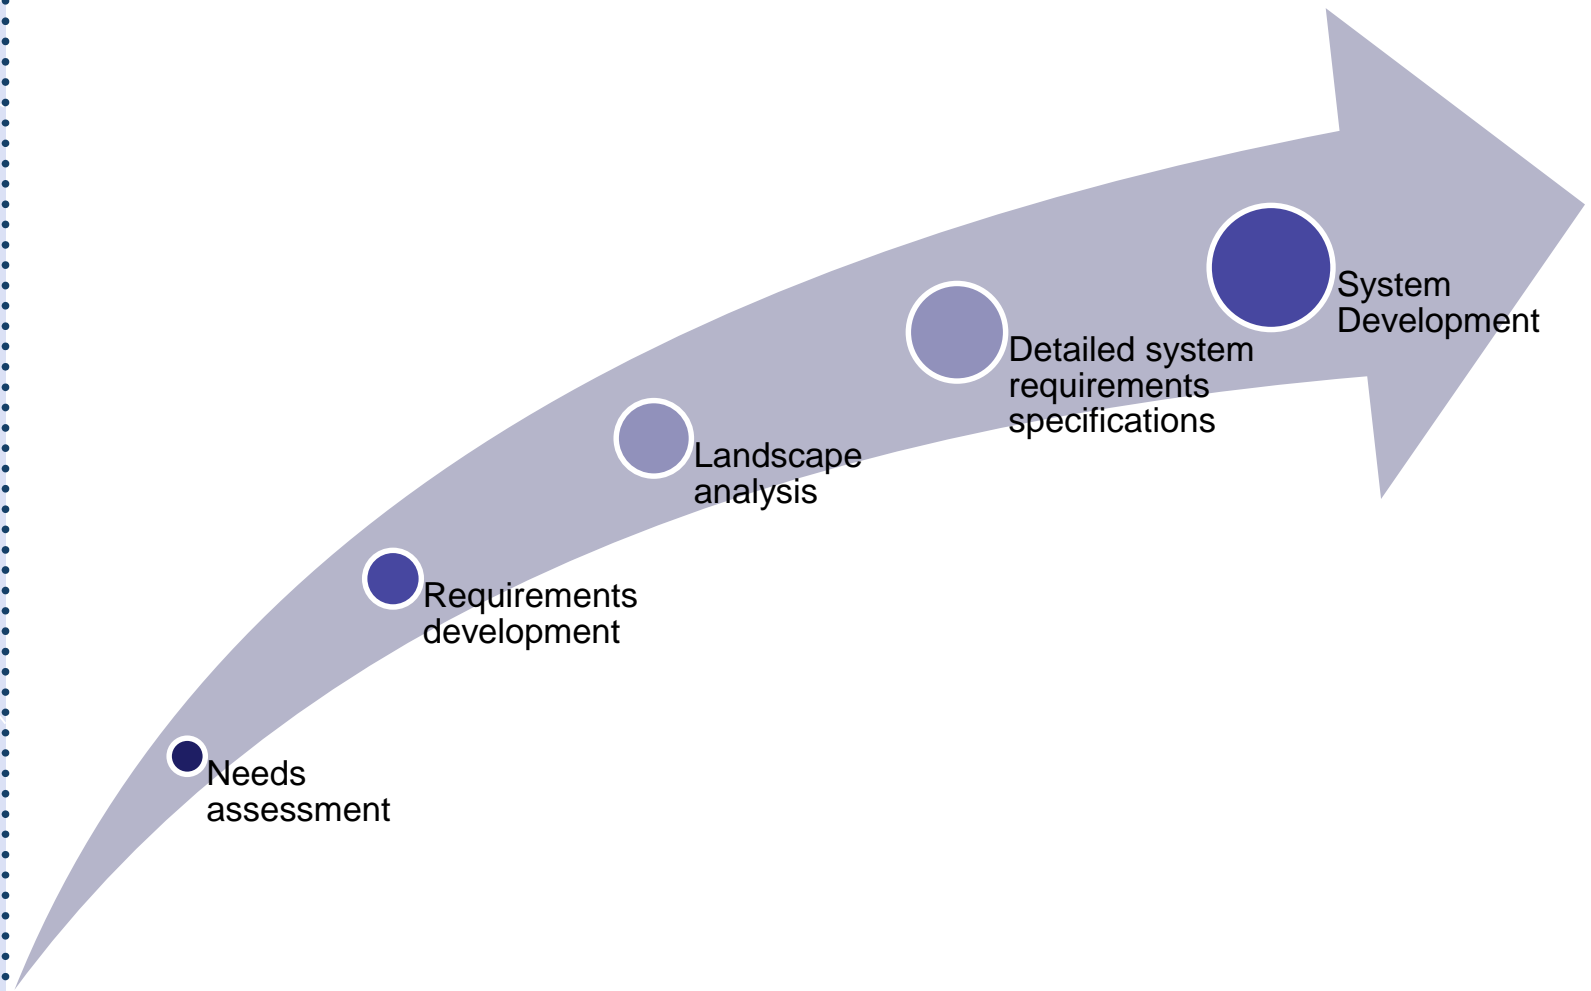 System
Development
Detailed system
requirements
specifications
Landscape
analysis
Requirements
development
Needs
assessment